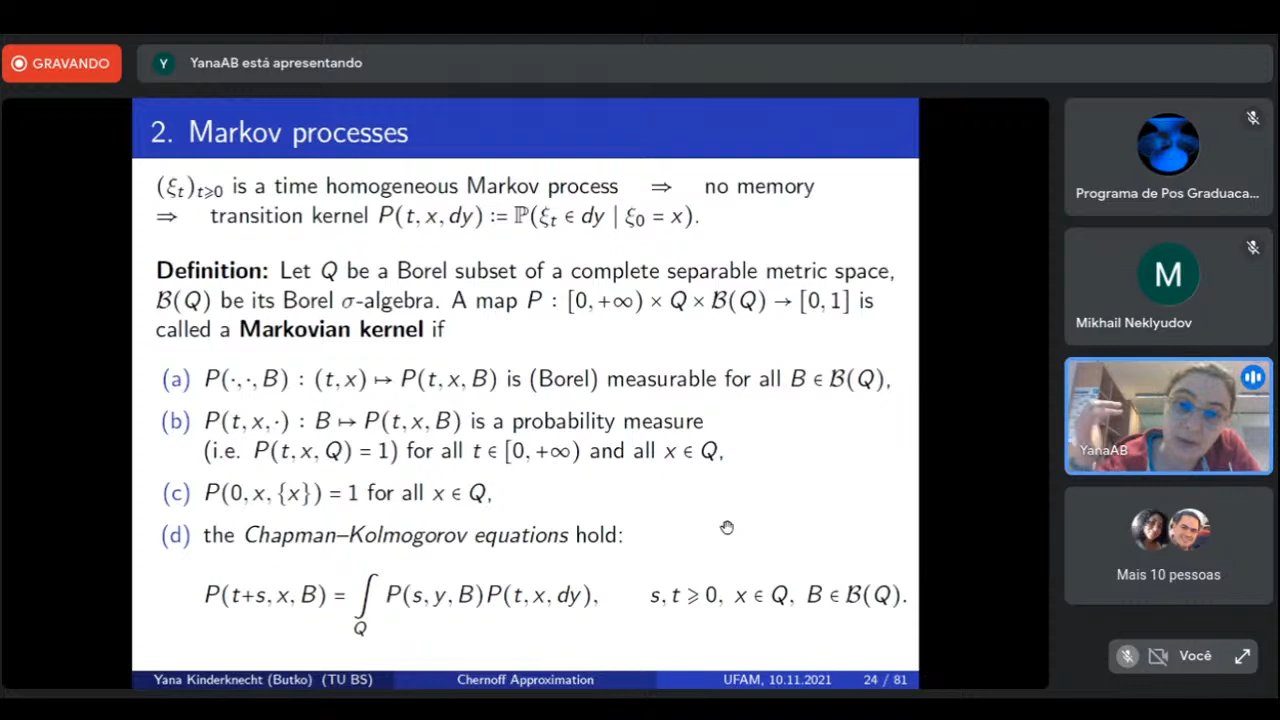 GRAVANDO
Y
YanaAB está apresentando
2. Markov processes
(ξₜ)ₜ⩾₀ is a time homogeneous Markov process ⇒ no memory
⇒ transition kernel P(t, x, dy) := ℙ(ξₜ ∈ dy | ξ₀ = x).
Definition: Let Q be a Borel subset of a complete separable metric space,
ℬ(Q) be its Borel σ-algebra. A map P : [0, +∞) × Q × ℬ(Q) → [0, 1] is
called a Markovian kernel if
(a) P(·, ·, B) : (t, x) ↦ P(t, x, B) is (Borel) measurable for all B ∈ ℬ(Q),
(b) P(t, x, ·) : B ↦ P(t, x, B) is a probability measure
(i.e. P(t, x, Q) = 1) for all t ∈ [0, +∞) and all x ∈ Q,
(c) P(0, x, {x}) = 1 for all x ∈ Q,
(d) the Chapman–Kolmogorov equations hold:
P(t+s, x, B) = ∫ P(s, y, B)P(t, x, dy), s, t ⩾ 0, x ∈ Q, B ∈ ℬ(Q).
Q
Yana Kinderknecht (Butko) (TU BS) Chernoff Approximation UFAM, 10.11.2021 24 / 81
Programa de Pos Graduaca...
M
Mikhail Neklyudov
YanaAB
Mais 10 pessoas
Você